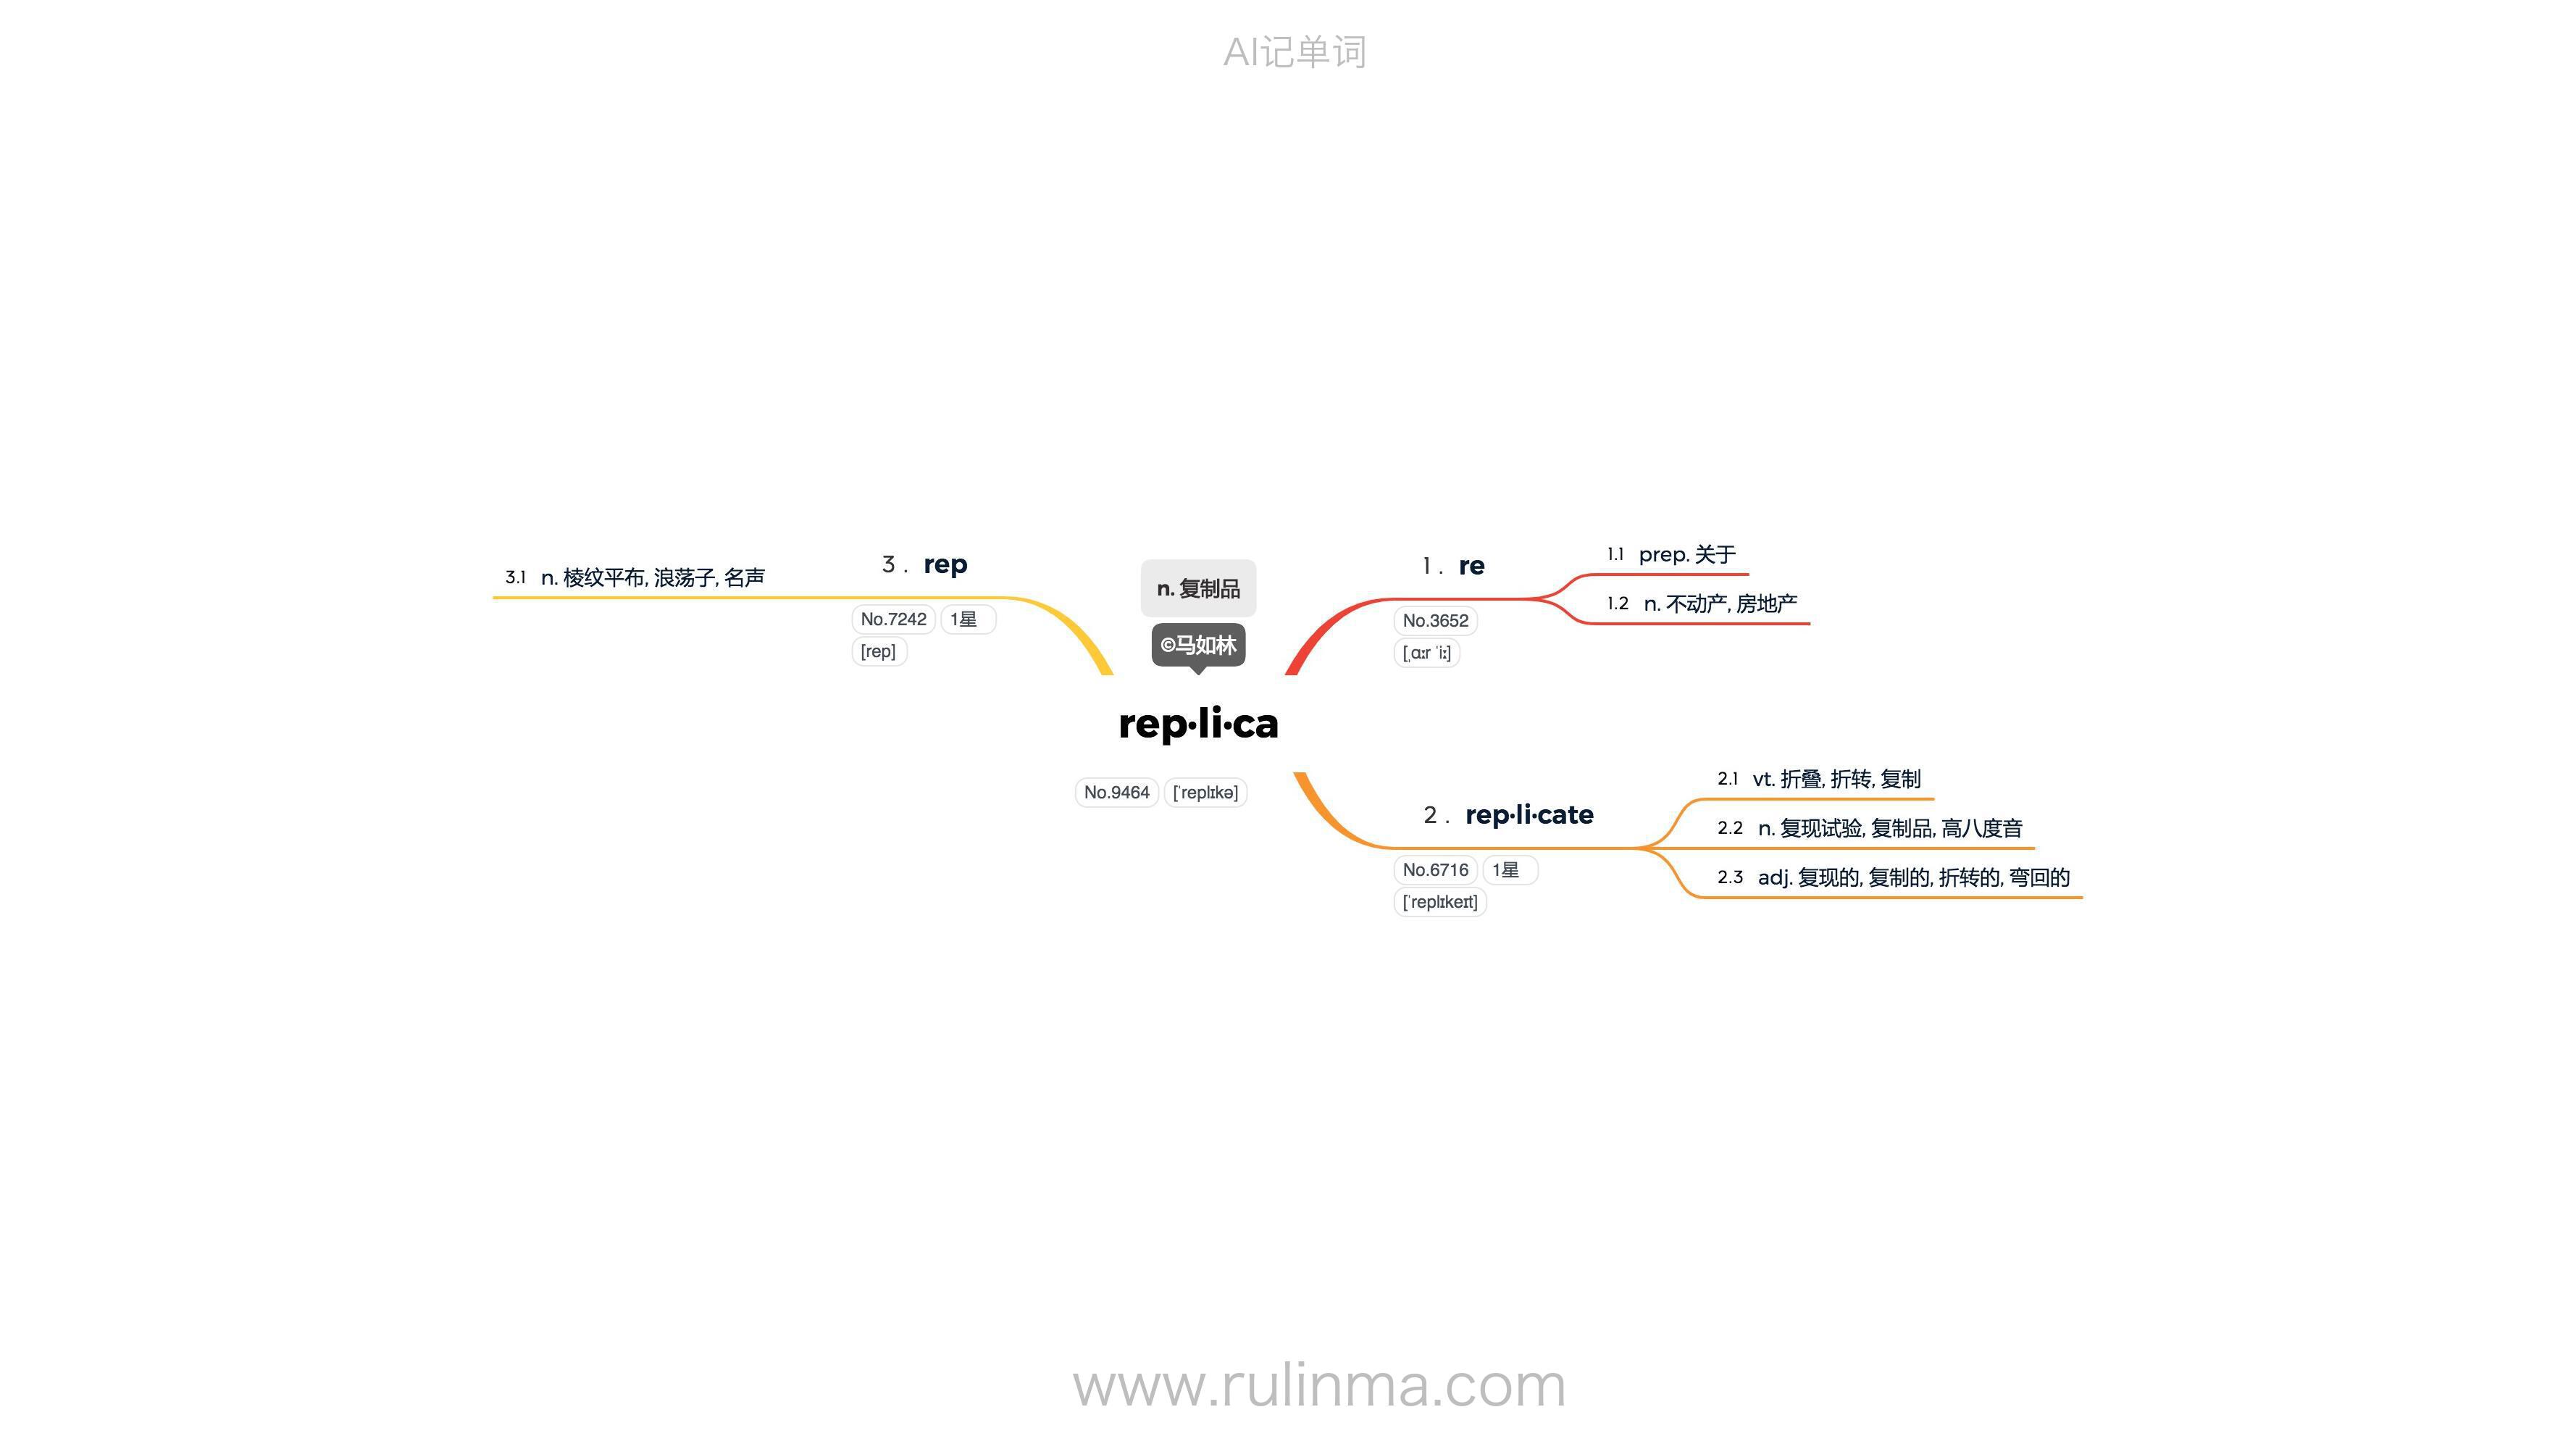 AI记单词
n. 复制品
©马如林
rep·li·ca
No.9464 [ˈreplɪkə]
1 . re
No.3652
[ˌɑːr ˈiː]
1.1 prep. 关于
1.2 n. 不动产, 房地产
2 . rep·li·cate
No.6716 1星
[ˈreplɪkeɪt]
2.1 vt. 折叠, 折转, 复制
2.2 n. 复现试验, 复制品, 高八度音
2.3 adj. 复现的, 复制的, 折转的, 弯回的
3 . rep
No.7242 1星
[rep]
3.1 n. 棱纹平布, 浪荡子, 名声
www.rulinma.com